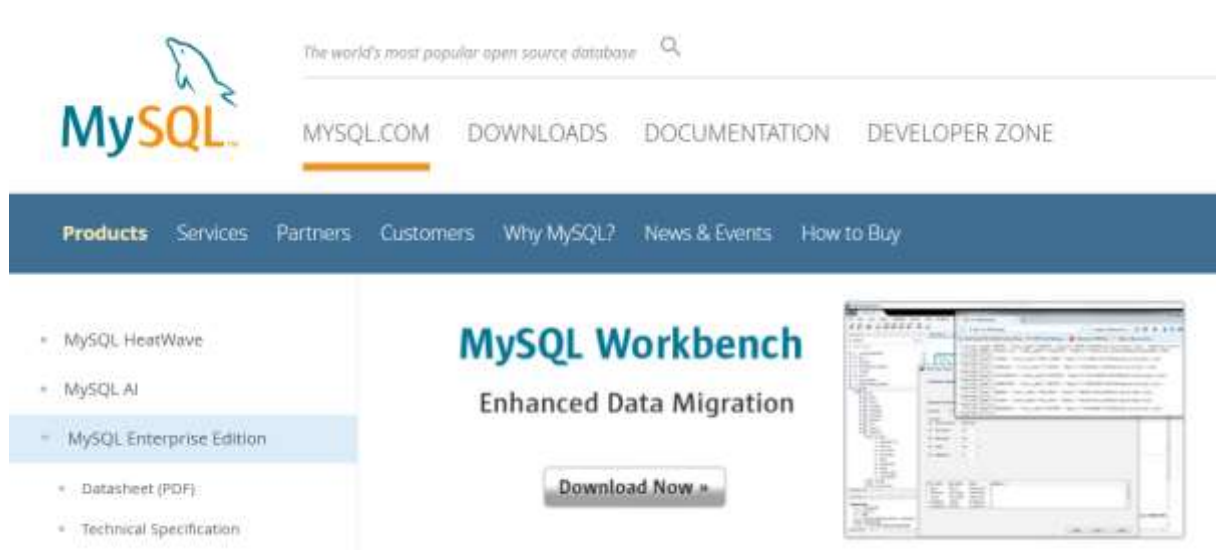 The world's most popular open source database
MySQL™
MYSQL.COM DOWNLOADS DOCUMENTATION DEVELOPER ZONE
Products Services Partners Customers Why MySQL? News & Events How to Buy
MySQL HeatWave
MySQL AI
MySQL Enterprise Edition
Datasheet (PDF)
Technical Specification
MySQL Workbench
Enhanced Data Migration
Download Now »